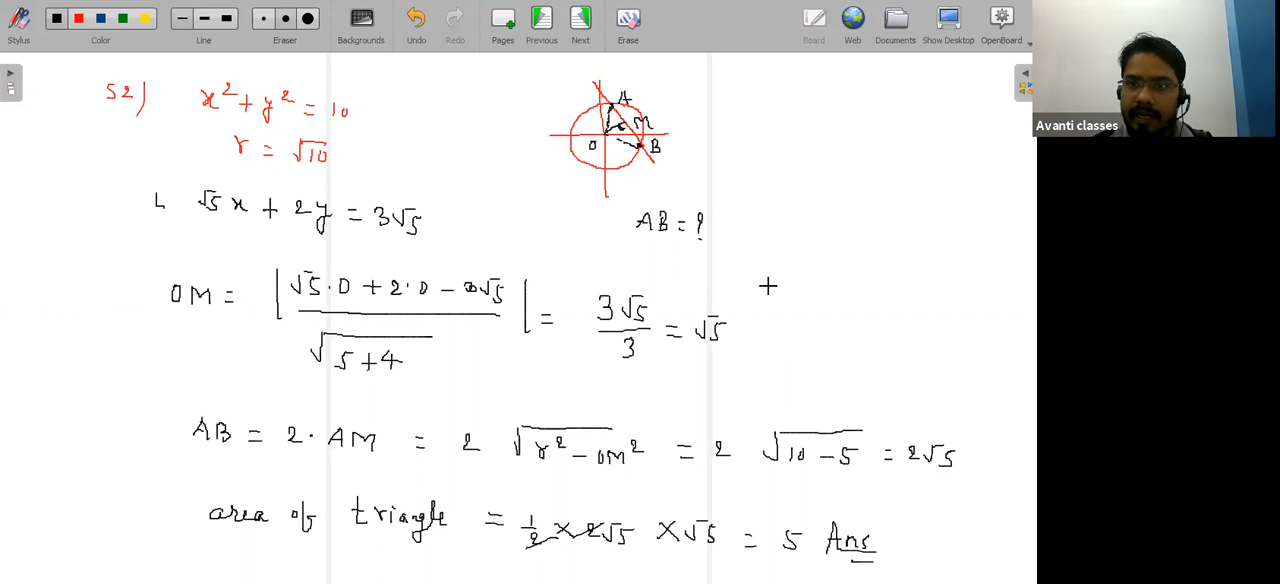 Stylus
Color
Line
Eraser
Backgrounds
Undo
Redo
Pages
Previous
Next
Erase
Board
Web
Documents
Show Desktop
OpenBoard
Avanti classes
52) x² + y² = 10
r = √10
A
M
O
B
L √5x + 2y = 3√5
AB = ?
OM = |(√5·0 + 2·0 - 3√5)/√(5+4)| = 3√5/3 = √5
+
AB = 2·AM = 2 √(r² - OM²) = 2 √(10 - 5) = 2√5
area of triangle = 1/2 × 2√5 × √5 = 5 Ans